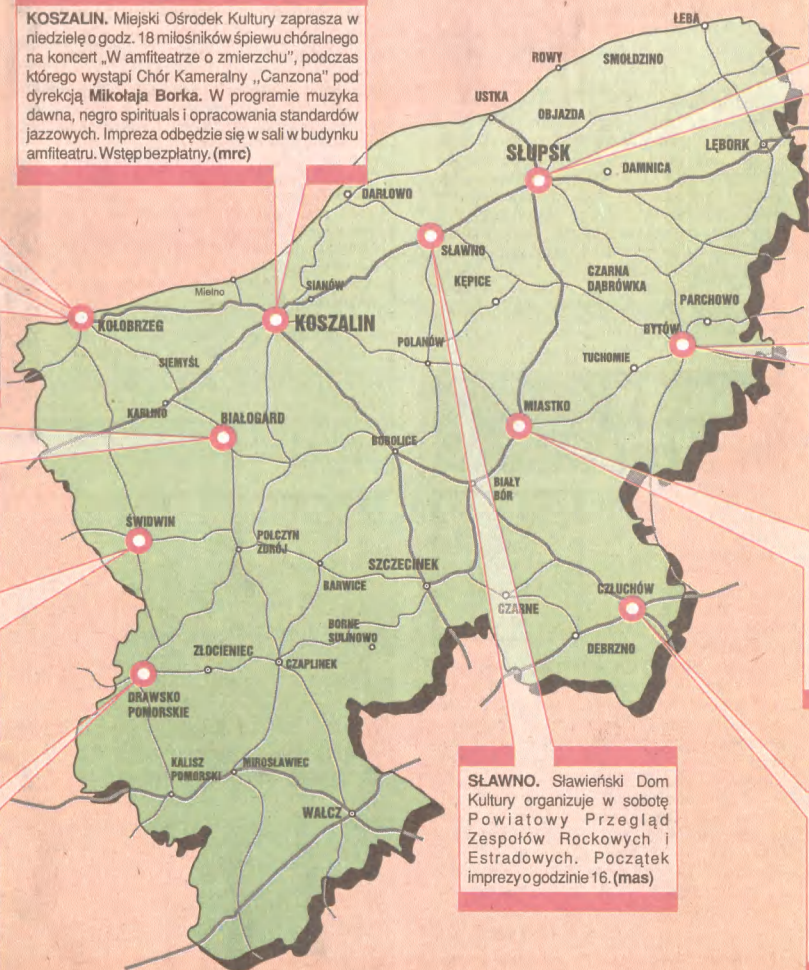 KOSZALIN. Miejski Ośrodek Kultury zaprasza w
niedzielę o godz. 18 miłośników śpiewu chóralnego
na koncert „W amfiteatrze o zmierzchu", podczas
którego wystąpi Chór Kameralny „Canzona" pod
dyrekcją Mikołaja Borka. W programie muzyka
dawna, negro spirituals i opracowania standardów
jazzowych. Impreza odbędzie się w sali w budynku
amfiteatru. Wstęp bezpłatny. (mrc)
ŁEBA
ROWY
SMOŁDZINO
USTKA
OBJAZDA
SŁUPSK
LĘBORK
DAMNICA
DARŁOWO
SŁAWNO
Mielno
SIANÓW
KĘPICE
CZARNA
DĄBRÓWKA
PARCHOWO
KOŁOBRZEG
KOSZALIN
BYTÓW
POLANÓW
SIEMYŚL
TUCHOMIE
KARLINO
BIAŁOGARD
MIASTKO
BOBOLICE
BIAŁY
BÓR
ŚWIDWIN
POŁCZYN
ZDRÓJ
SZCZECINEK
BARWICE
CZŁUCHÓW
CZARNE
BORNE
SULINOWO
DEBRZNO
ZŁOCIENIEC
CZAPLINEK
DRAWSKO
POMORSKIE
KALISZ
POMORSKI
MIROSŁAWIEC
WAŁCZ
SŁAWNO. Sławieński Dom
Kultury organizuje w sobotę
Powiatowy Przegląd
Zespołów Rockowych i
Estradowych. Początek
imprezy o godzinie 16. (mas)